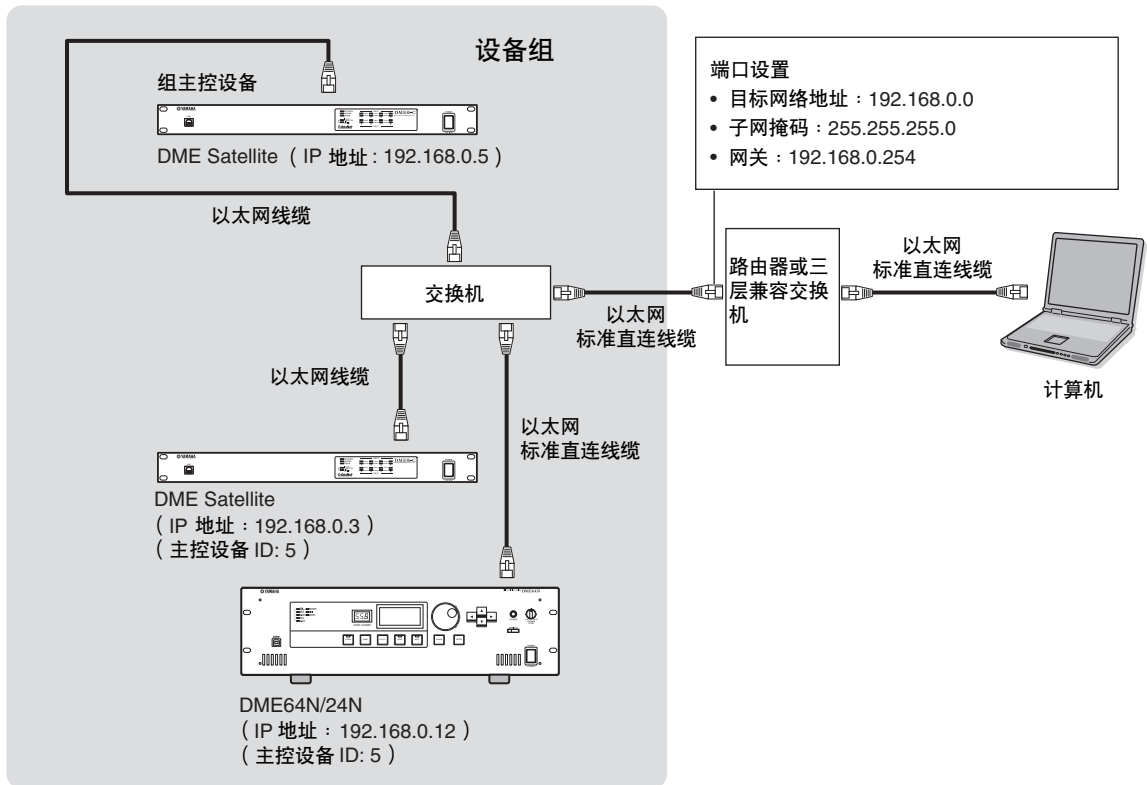 设备组
组主控设备
YAMAHA
DME Satellite ( IP 地址 : 192.168.0.5 )
以太网线缆
端口设置
• 目标网络地址：192.168.0.0
• 子网掩码：255.255.255.0
• 网关：192.168.0.254
交换机
以太网
标准直连线缆
路由器或三
层兼容交换
机
以太网
标准直连线缆
计算机
以太网线缆
以太网
标准直连线缆
YAMAHA
DME Satellite
( IP 地址：192.168.0.3 )
( 主控设备 ID: 5 )
YAMAHA
DME64N
DME64N/24N
( IP 地址：192.168.0.12 )
( 主控设备 ID: 5 )